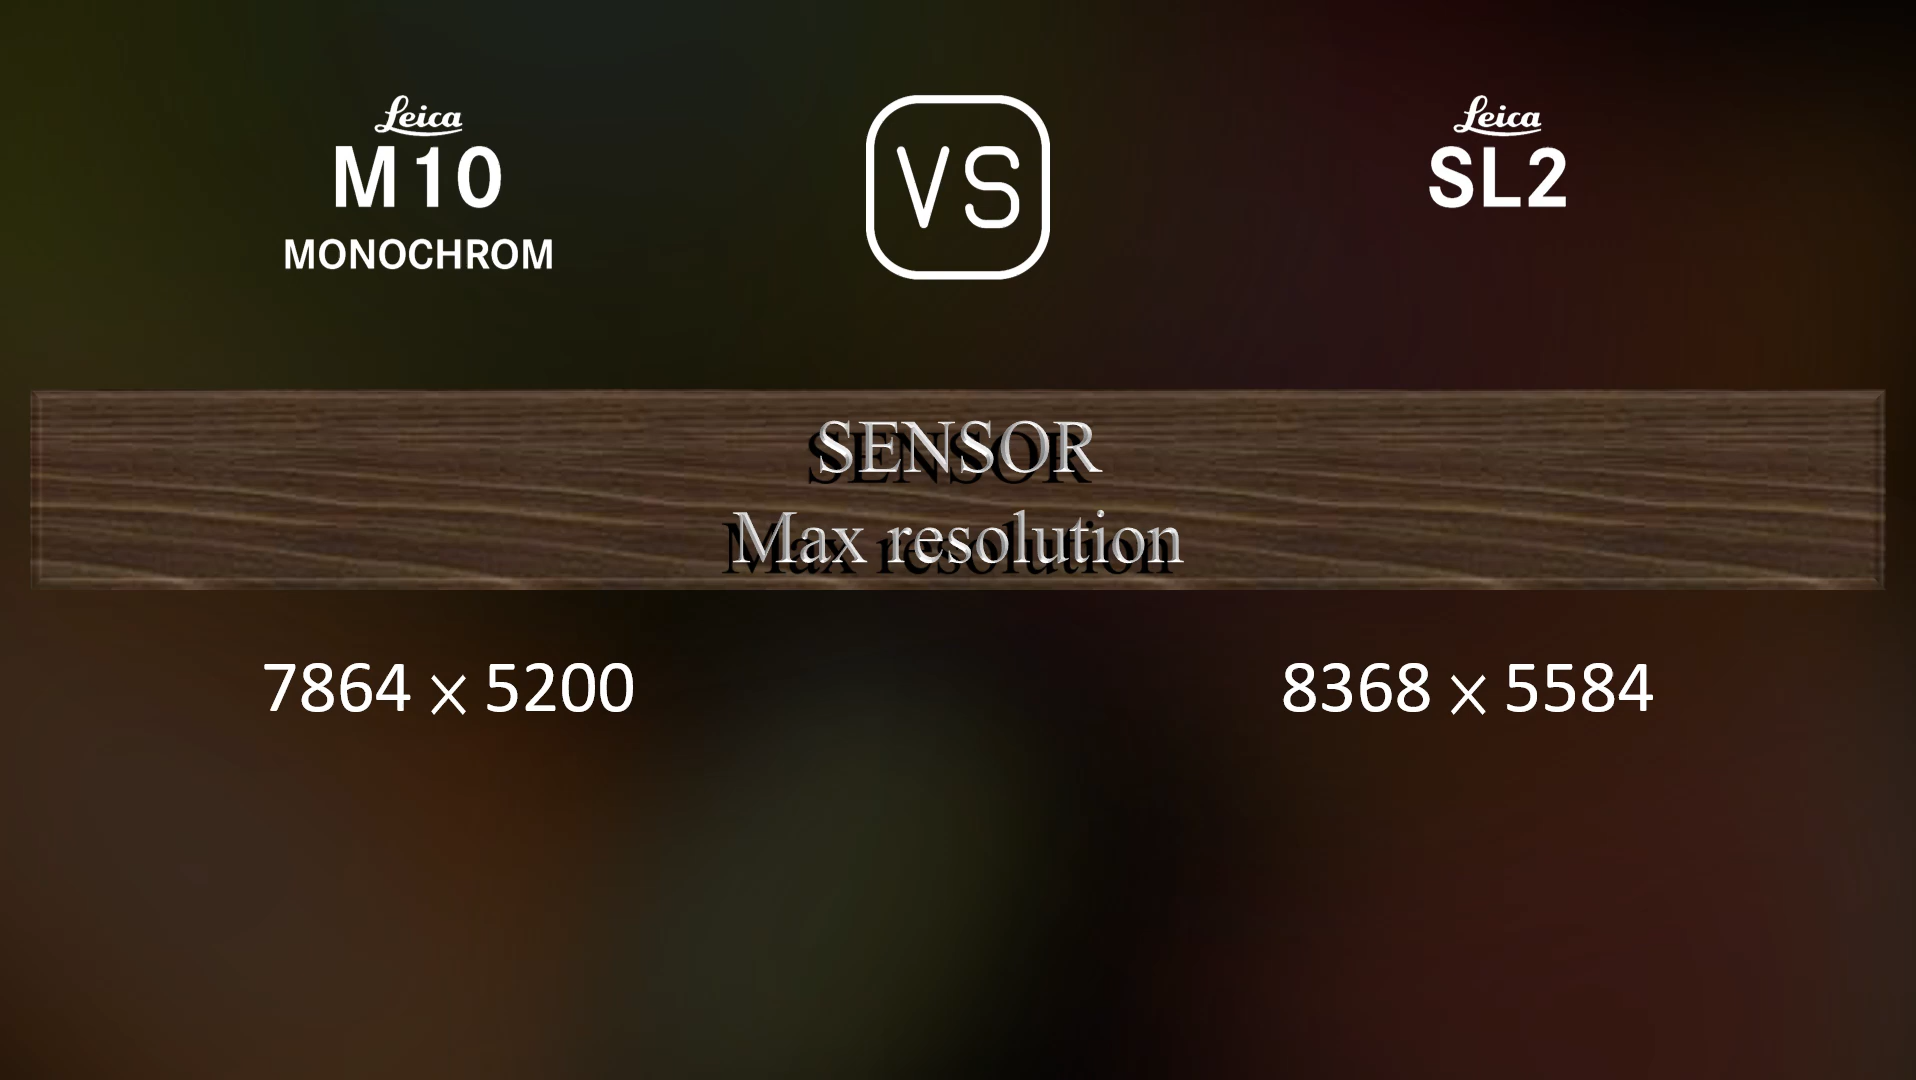 Leica
M10
MONOCHROM
VS
Leica
SL2
SENSOR
Max resolution
7864 x 5200
8368 x 5584